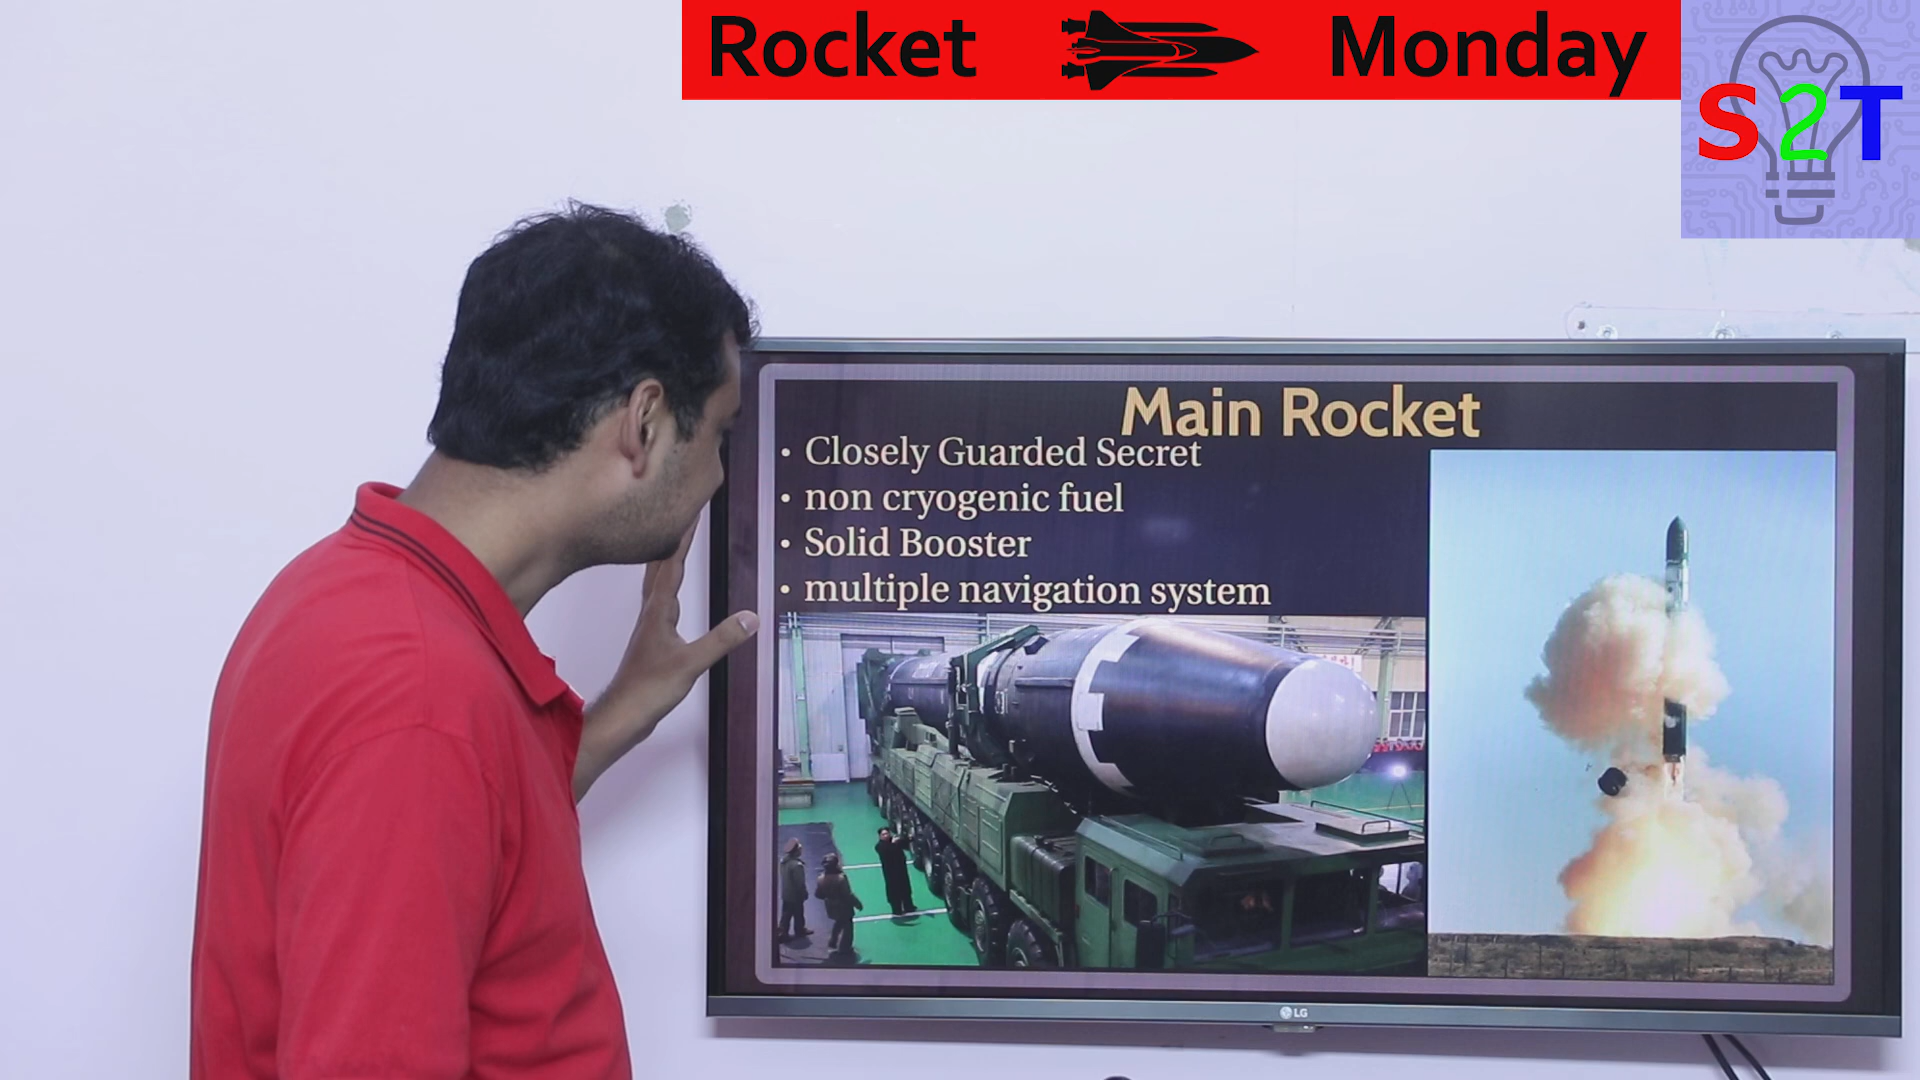 Rocket Monday
S2T
Main Rocket
• Closely Guarded Secret
• non cryogenic fuel
• Solid Booster
• multiple navigation system
LG